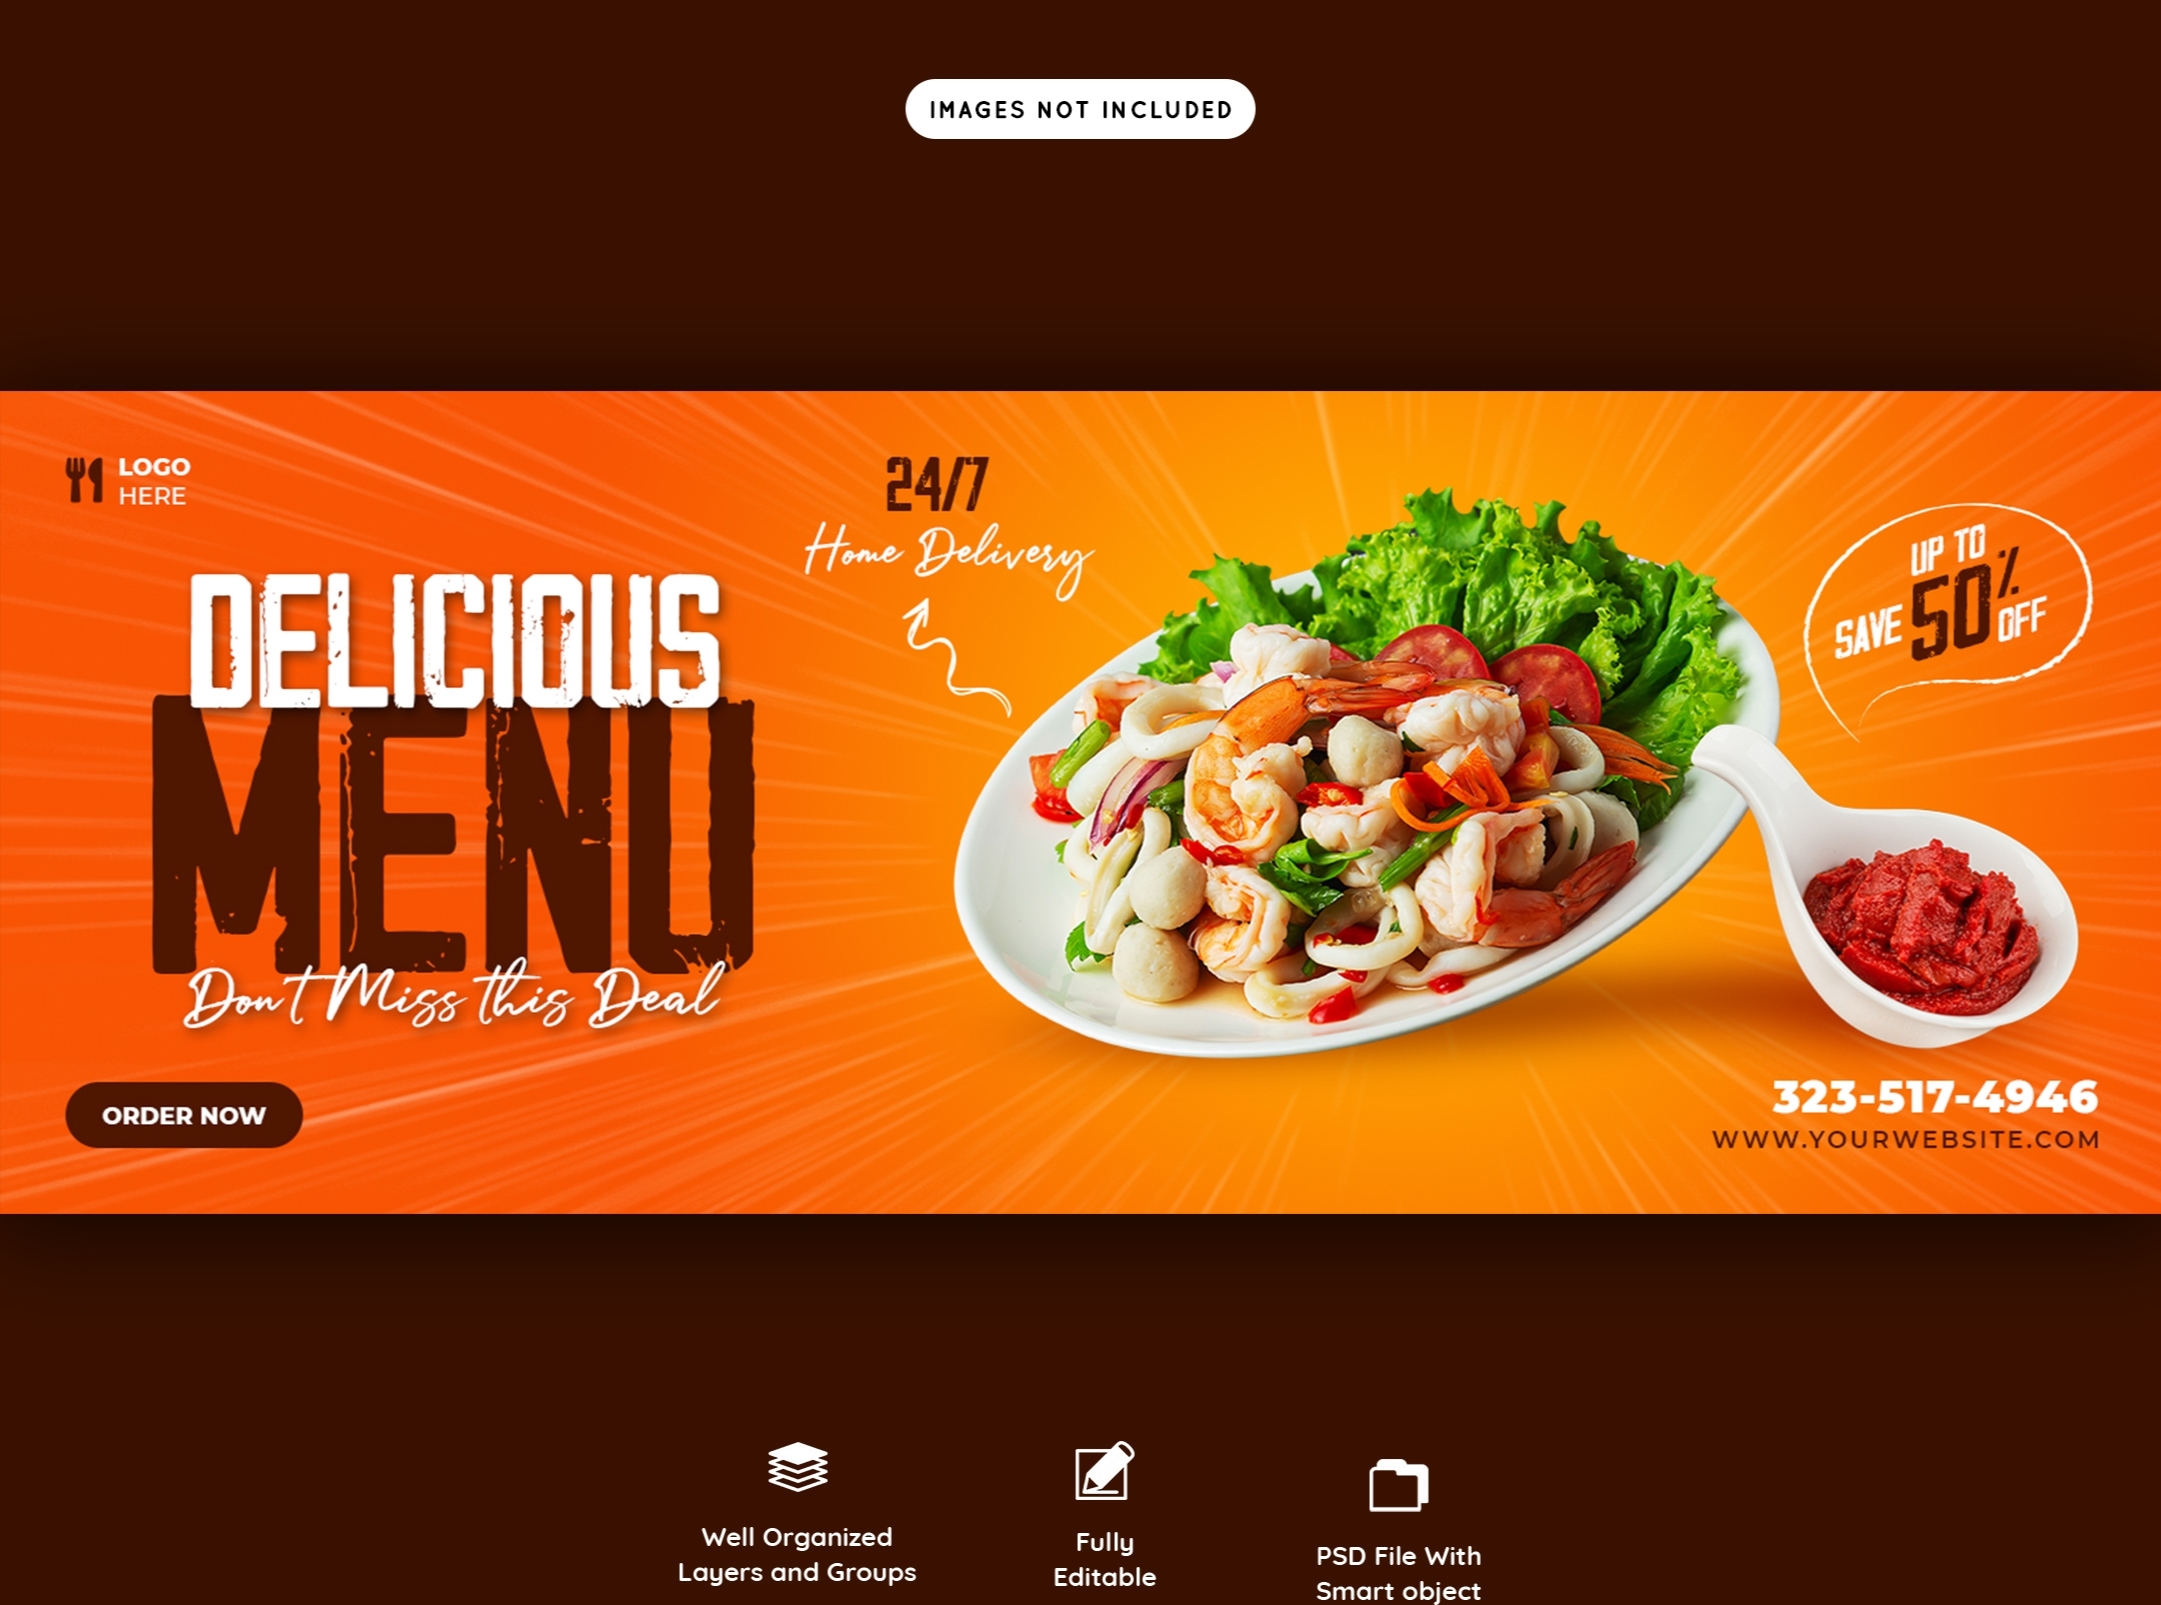 IMAGES NOT INCLUDED
LOGO
HERE
24/7
Home Delivery
DELICIOUS
MENU
Don't Miss this Deal
ORDER NOW
UP TO
SAVE 50% OFF
323-517-4946
WWW.YOURWEBSITE.COM
Well Organized
Layers and Groups
Fully
Editable
PSD File With
Smart object